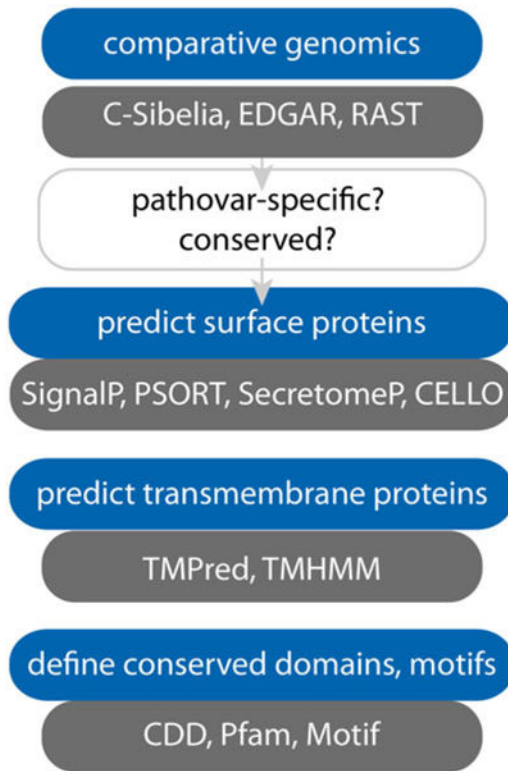 comparative genomics
C-Sibelia, EDGAR, RAST
pathovar-specific?
conserved?
predict surface proteins
SignalP, PSORT, SecretomeP, CELLO
predict transmembrane proteins
TMPred, TMHMM
define conserved domains, motifs
CDD, Pfam, Motif